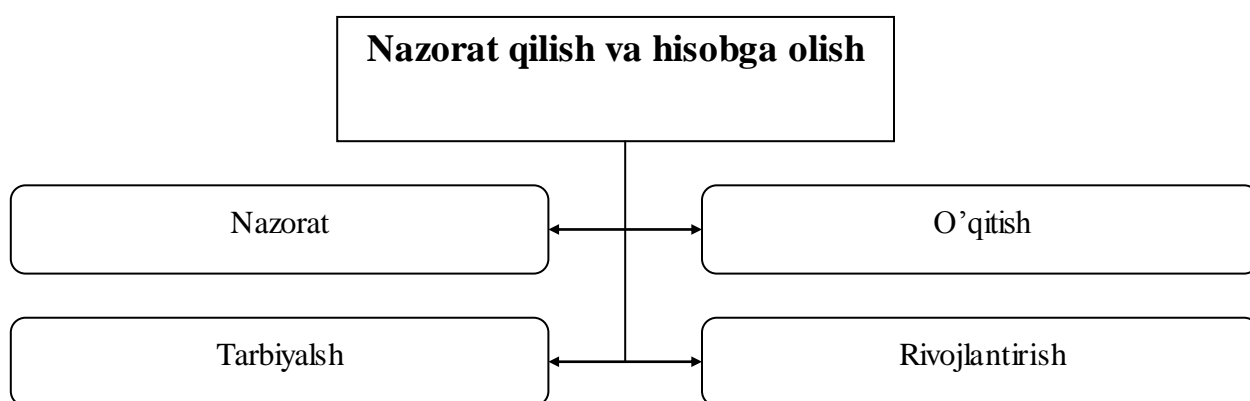 Nazorat qilish va hisobga olish
Nazorat
O’qitish
Tarbiyalsh
Rivojlantirish